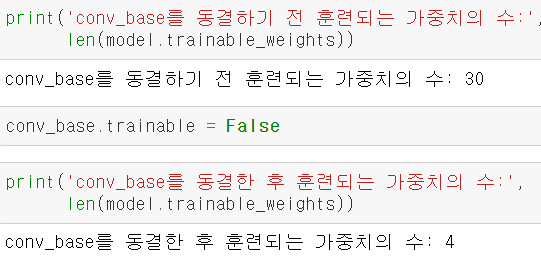 print('conv_base를 동결하기 전 훈련되는 가중치의 수:',
len(model.trainable_weights))
conv_base를 동결하기 전 훈련되는 가중치의 수: 30
conv_base.trainable = False
print('conv_base를 동결한 후 훈련되는 가중치의 수:',
len(model.trainable_weights))
conv_base를 동결한 후 훈련되는 가중치의 수: 4